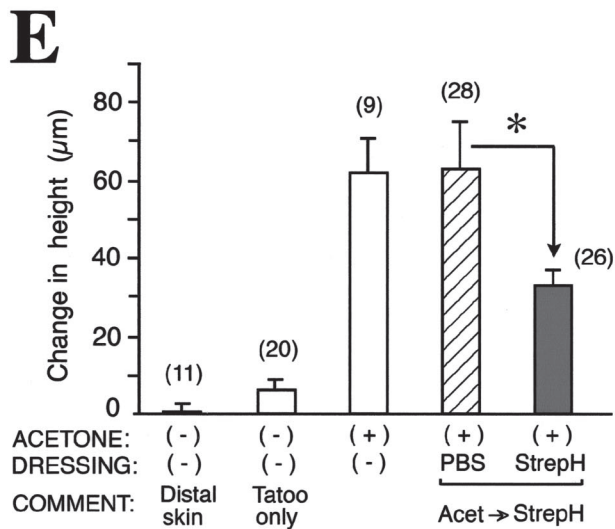 E
Change in height (µm)
80
60
40
20
0
(11)
(20)
(9)
(28)
*
(26)
ACETONE: (-) (-) (+) (+) (+)
DRESSING: (-) (-) (-) PBS StrepH
COMMENT: Distal skin Tatoo only Acet → StrepH